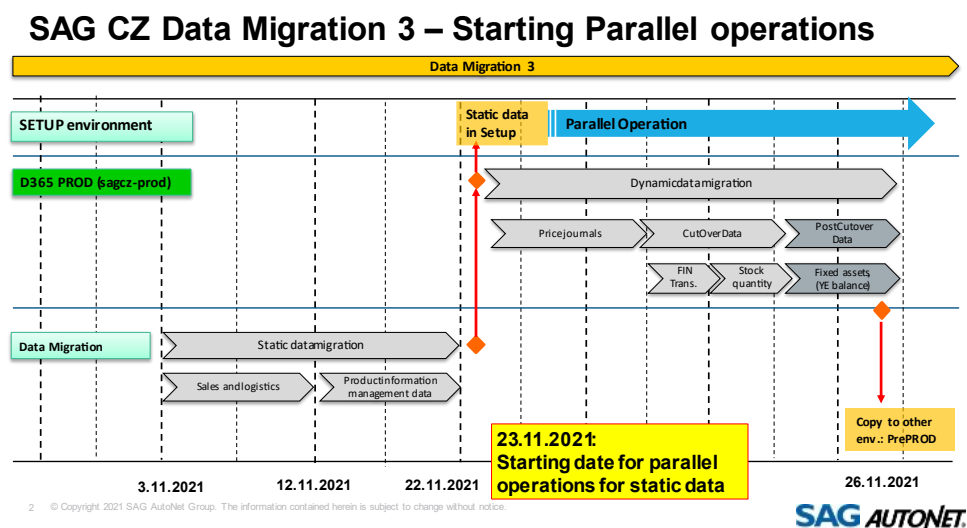 SAG CZ Data Migration 3 – Starting Parallel operations
Data Migration 3
SETUP environment
Static data
in Setup
Parallel Operation
D365 PROD (sagcz-prod)
Dynamicdatamigration
Pricejournals
CutOverData
PostCutover
Data
FIN
Trans.
Stock
quantity
Fixed assets,
(YE balance)
Data Migration
Static datamigration
Sales and logistics
Productinformation
management data
Copy to other
env.: PrePROD
23.11.2021:
Starting date for parallel
operations for static data
3.11.2021
12.11.2021
22.11.2021
26.11.2021
2 © Copyright 2021 SAG AutoNet Group. The information contained herein is subject to change without notice.
SAG AUTONET